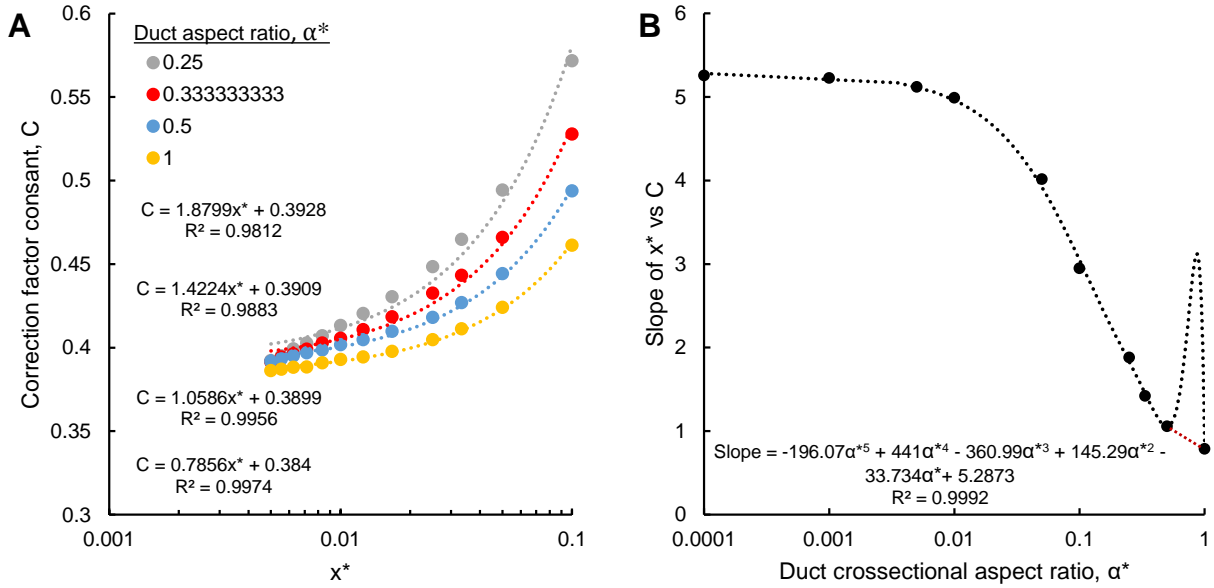 A
Duct aspect ratio, α*
0.25
0.333333333
0.5
1
C = 1.8799x* + 0.3928
R² = 0.9812
C = 1.4224x* + 0.3909
R² = 0.9883
C = 1.0586x* + 0.3899
R² = 0.9956
C = 0.7856x* + 0.384
R² = 0.9974
Correction factor consant, C
0.6
0.55
0.5
0.45
0.4
0.35
0.3
0.001
0.01
0.1
x*
B
Slope of x* vs C
6
5
4
3
2
1
0
Slope = -196.07α*⁵ + 441α*⁴ - 360.99α*³ + 145.29α*² -
33.734α*+ 5.2873
R² = 0.9992
0.0001
0.001
0.01
0.1
1
Duct crossectional aspect ratio, α*